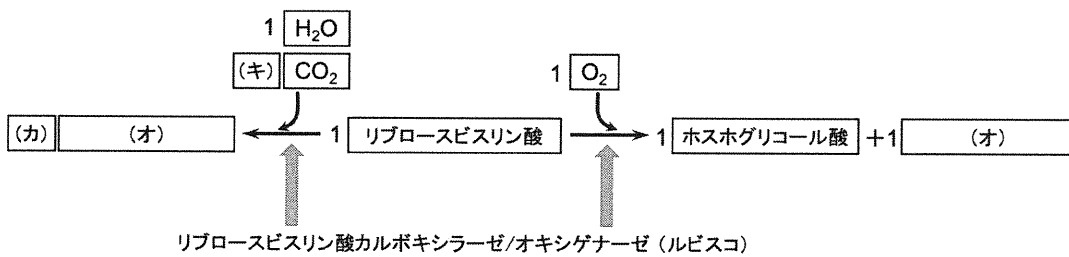 1 H₂O
(キ) CO₂
1 O₂
(カ) (オ) 1 リブロースビスリン酸 1 ホスホグリコール酸 +1 (オ)
リブロースビスリン酸カルボキシラーゼ/オキシゲナーゼ (ルビスコ)